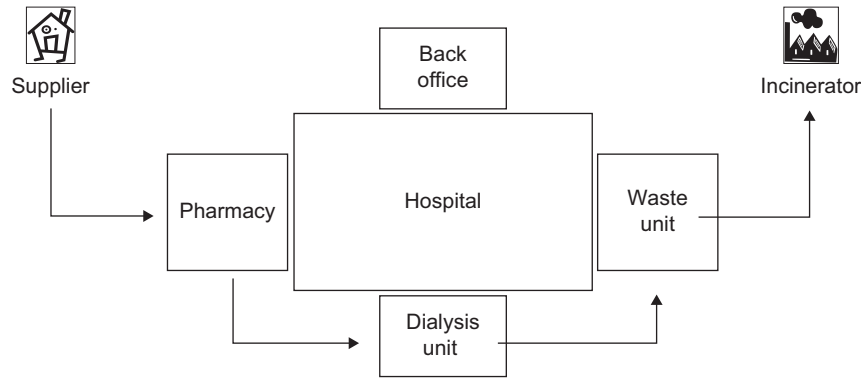 Supplier
Back
office
Incinerator
Pharmacy
Hospital
Waste
unit
Dialysis
unit